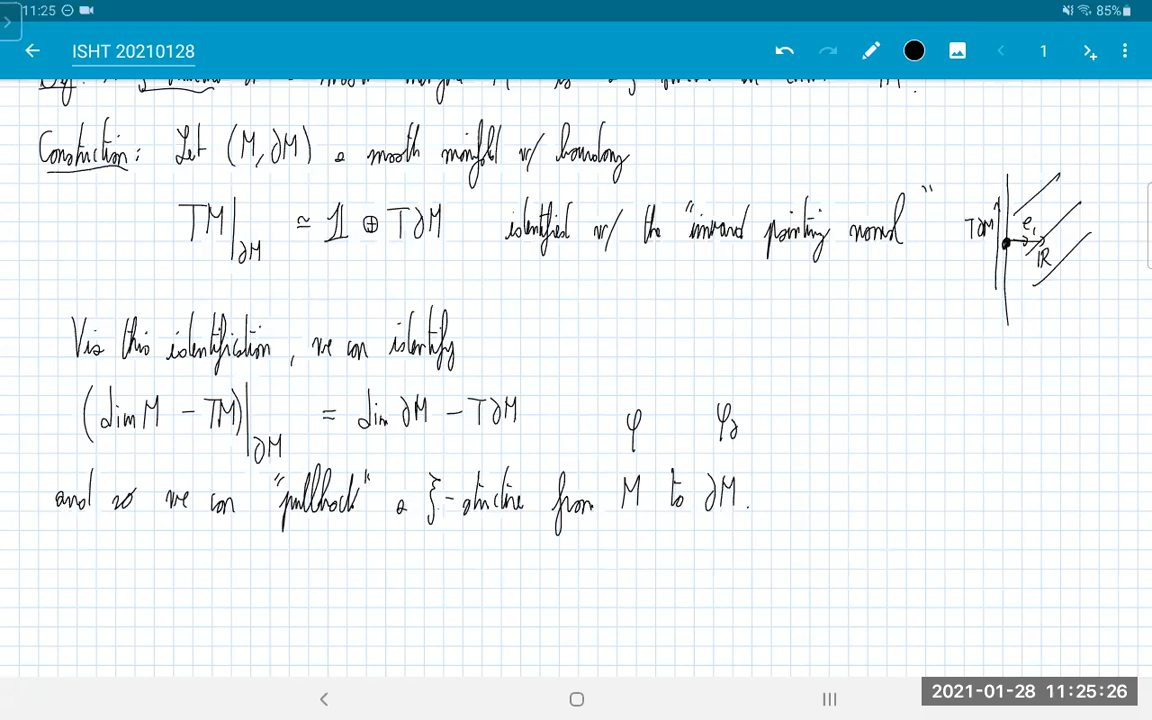 11:25
85%
ISHT 20210128
1
Construction: Let (M, ∂M) a smooth manifold w/ boundary
TM|∂M ≃ 1 ⊕ T∂M identified w/ the "inward pointing normal"
T∂M e₁ IR
Via this identification, we can identify
(dim M - TM)|∂M = dim ∂M - T∂M φ φ∂
and so we can "pullback" a ξ-structure from M to ∂M.
2021-01-28 11:25:26